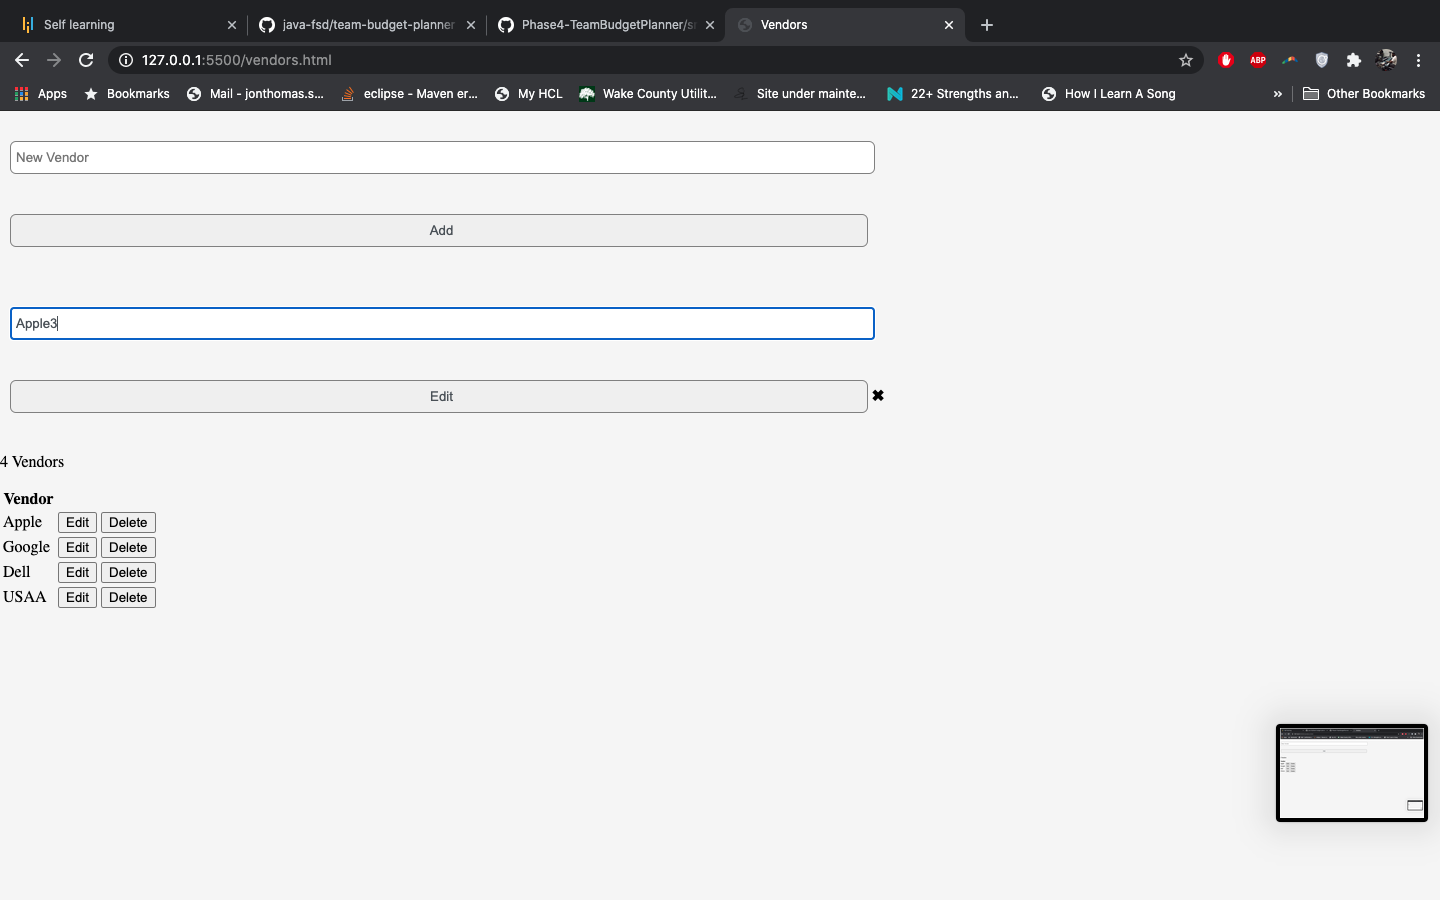 Self learning
java-fsd/team-budget-planner
Phase4-TeamBudgetPlanner/s
Vendors
127.0.0.1:5500/vendors.html
ABP
Apps
Bookmarks
Mail - jonthomas.s...
eclipse - Maven er...
My HCL
Wake County Utilit...
Site under mainte...
22+ Strengths an...
How I Learn A Song
»
Other Bookmarks
New Vendor
Add
Apple3
Edit ✖
4 Vendors
Vendor
Apple Edit Delete
Google Edit Delete
Dell Edit Delete
USAA Edit Delete